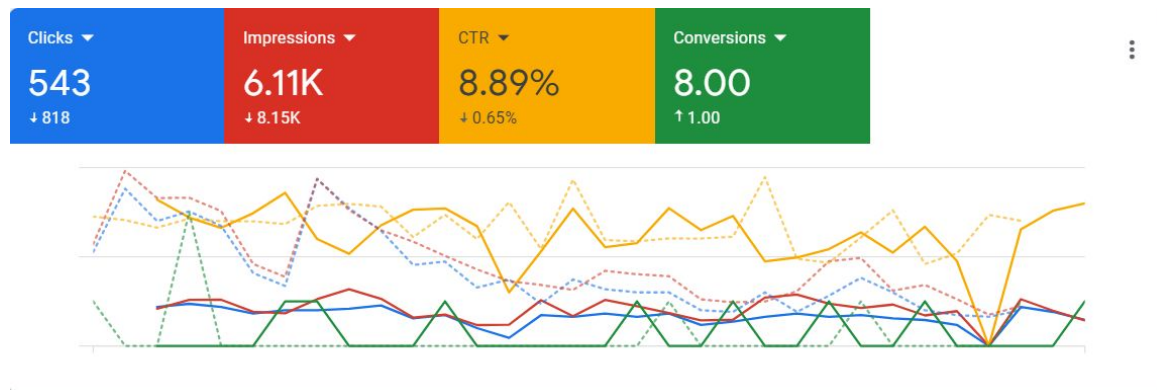 Clicks
543
↓ 818
Impressions
6.11K
↓ 8.15K
CTR
8.89%
↓ 0.65%
Conversions
8.00
↑ 1.00